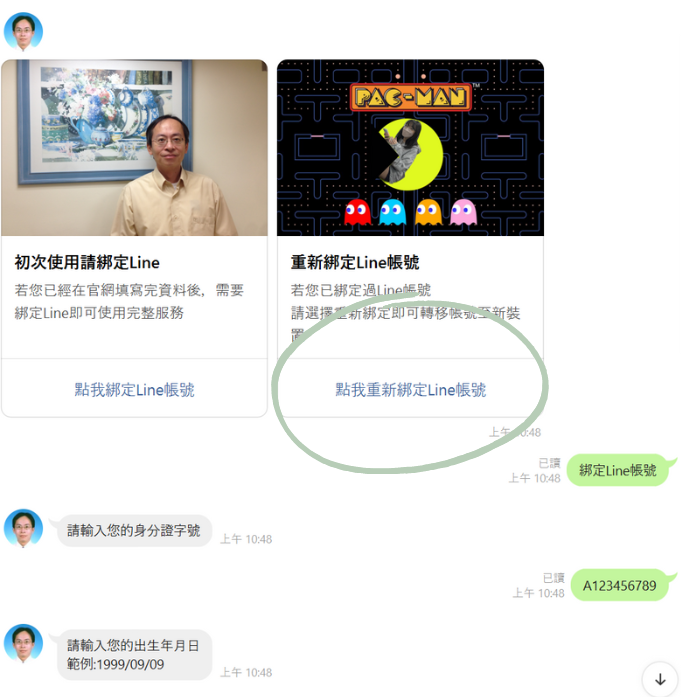 初次使用請綁定Line
若您已經在官網填寫完資料後，需要
綁定Line即可使用完整服務
點我綁定Line帳號
PAC-MAN
TM
重新綁定Line帳號
若您已綁定過Line帳號
請選擇重新綁定即可轉移帳號至新裝
置
點我重新綁定Line帳號
上午 10:48
已讀
上午 10:48
綁定Line帳號
請輸入您的身分證字號
上午 10:48
已讀
上午 10:48
A123456789
請輸入您的出生年月日
範例:1999/09/09
上午 10:48